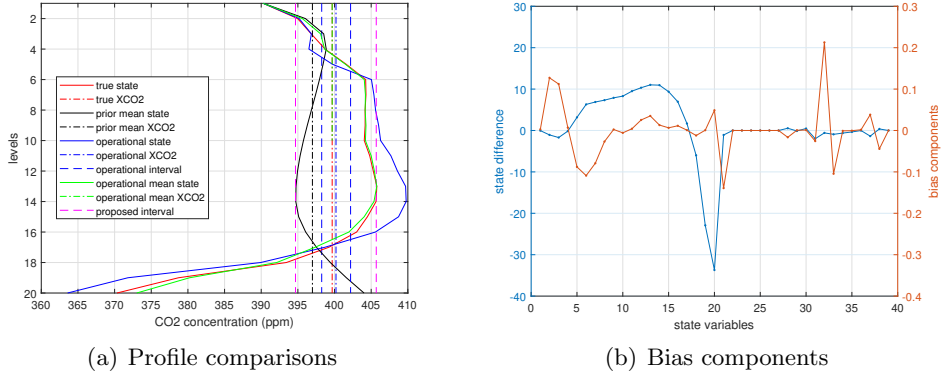 2
4
6
8
10
12
14
16
18
20
levels
360 365 370 375 380 385 390 395 400 405 410
CO2 concentration (ppm)
true state
true XCO2
prior mean state
prior mean XCO2
operational state
operational XCO2
operational interval
operational mean state
operational mean XCO2
proposed interval
(a) Profile comparisons
30
20
10
0
-10
-20
-30
-40
state difference
0 5 10 15 20 25 30 35 40
state variables
0.3
0.2
0.1
0
-0.1
-0.2
-0.3
-0.4
bias components
(b) Bias components